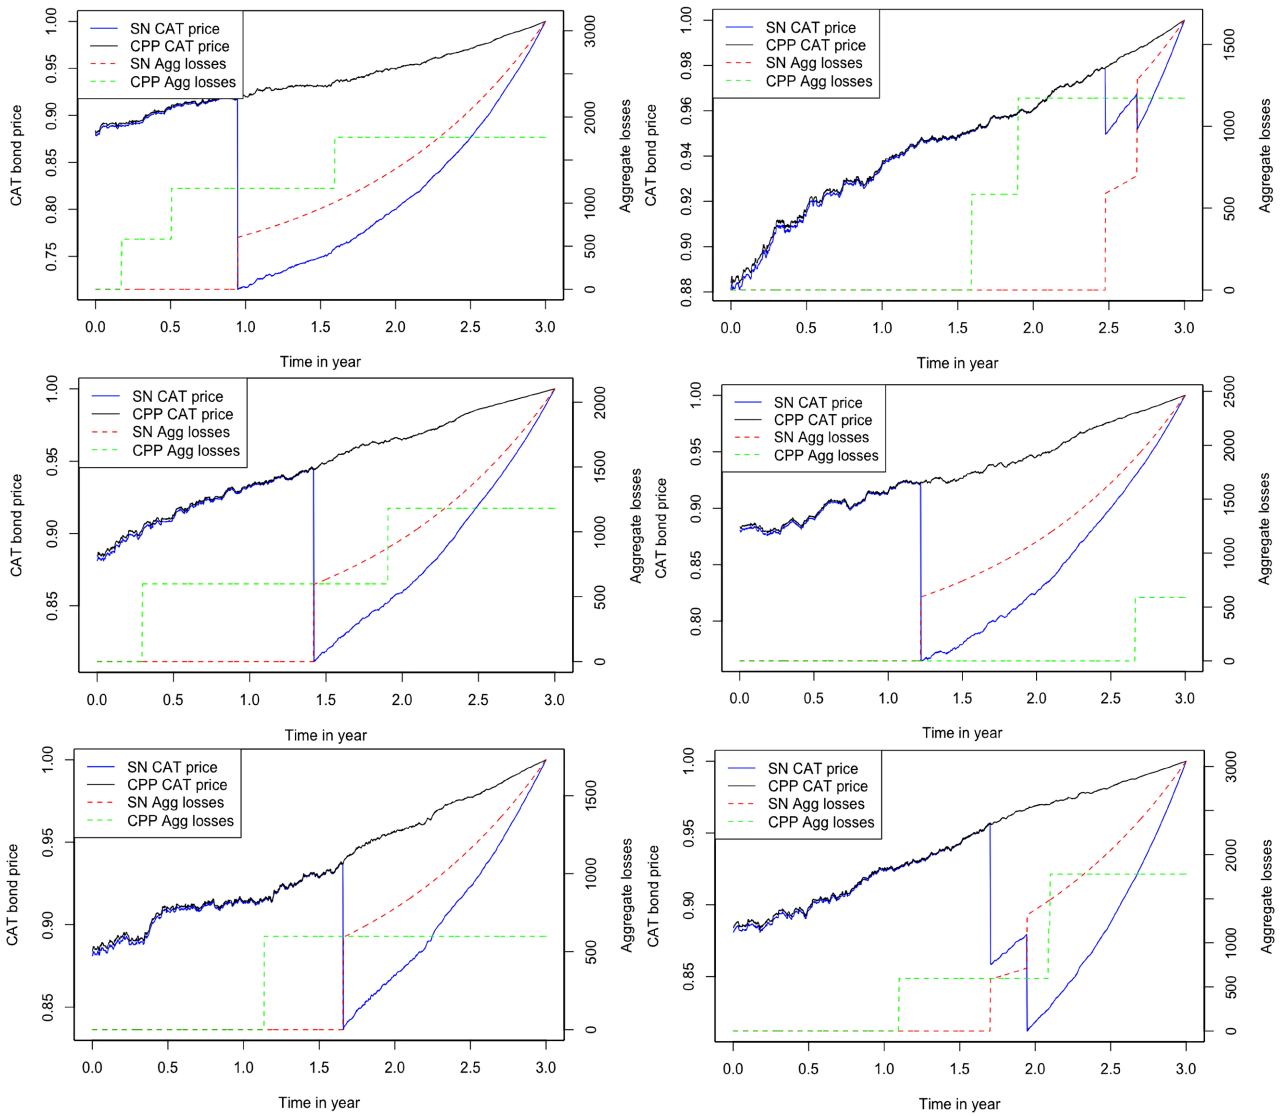 SN CAT price
CPP CAT price
SN Agg losses
CPP Agg losses
CAT bond price
0.75 0.80 0.85 0.90 0.95 1.00
Aggregate losses
0 500 1000 2000 3000
0.0 0.5 1.0 1.5 2.0 2.5 3.0
Time in year
SN CAT price
CPP CAT price
SN Agg losses
CPP Agg losses
CAT bond price
0.88 0.90 0.92 0.94 0.96 0.98 1.00
Aggregate losses
0 500 1000 1500
0.0 0.5 1.0 1.5 2.0 2.5 3.0
Time in year
SN CAT price
CPP CAT price
SN Agg losses
CPP Agg losses
CAT bond price
0.85 0.90 0.95 1.00
Aggregate losses
0 500 1000 1500 2000
0.0 0.5 1.0 1.5 2.0 2.5 3.0
Time in year
SN CAT price
CPP CAT price
SN Agg losses
CPP Agg losses
CAT bond price
0.80 0.85 0.90 0.95 1.00
Aggregate losses
0 500 1000 1500 2000 2500
0.0 0.5 1.0 1.5 2.0 2.5 3.0
Time in year
SN CAT price
CPP CAT price
SN Agg losses
CPP Agg losses
CAT bond price
0.85 0.90 0.95 1.00
Aggregate losses
0 500 1000 1500
0.0 0.5 1.0 1.5 2.0 2.5 3.0
Time in year
SN CAT price
CPP CAT price
SN Agg losses
CPP Agg losses
CAT bond price
0.85 0.90 0.95 1.00
Aggregate losses
0 500 1000 2000 3000
0.0 0.5 1.0 1.5 2.0 2.5 3.0
Time in year